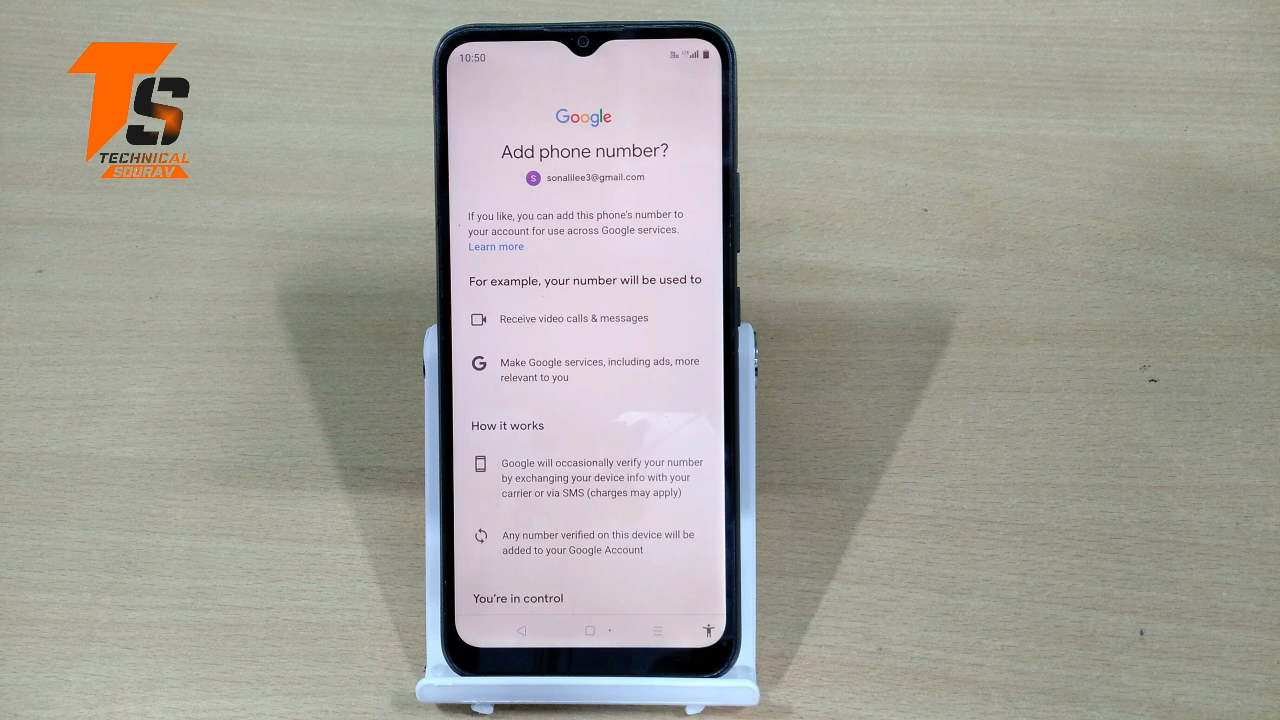 TS
TECHNICAL
SOURAV
10:50
Google
Add phone number?
S sonalilee3@gmail.com
If you like, you can add this phone's number to
your account for use across Google services.
Learn more
For example, your number will be used to
Receive video calls & messages
G Make Google services, including ads, more
relevant to you
How it works
Google will occasionally verify your number
by exchanging your device info with your
carrier or via SMS (charges may apply)
Any number verified on this device will be
added to your Google Account
You're in control